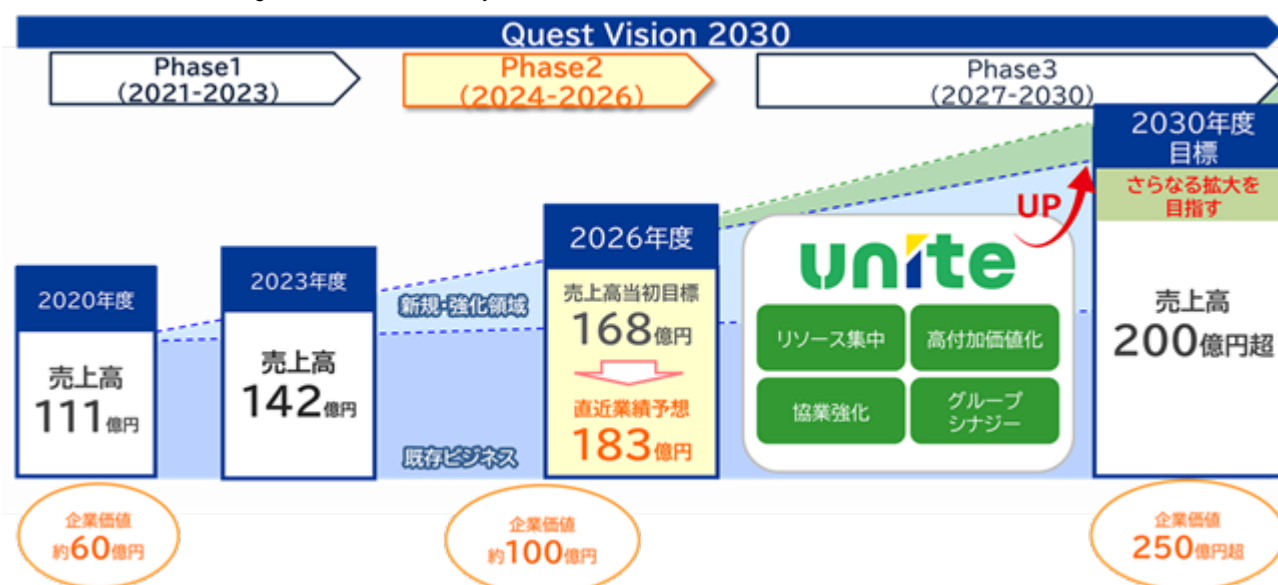 Quest Vision 2030
Phase1
(2021-2023)
Phase2
(2024-2026)
Phase3
(2027-2030)
2020年度
売上高
111億円
2023年度
売上高
142億円
新規・強化領域
既存ビジネス
2026年度
売上高当初目標
168億円
直近業績予想
183億円
UP
unite
リソース集中
高付加価値化
協業強化
グループ
シナジー
2030年度
目標
さらなる拡大を
目指す
売上高
200億円超
企業価値
約60億円
企業価値
約100億円
企業価値
250億円超